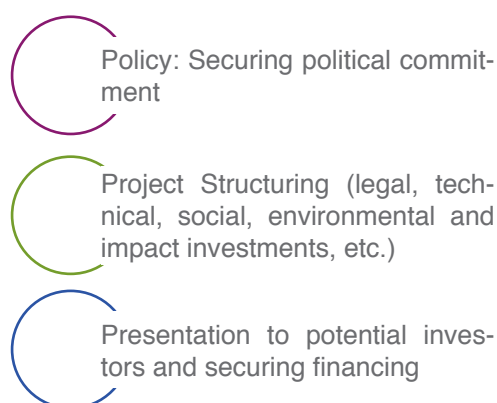 Policy: Securing political commit-
ment
Project Structuring (legal, tech-
nical, social, environmental and
impact investments, etc.)
Presentation to potential inves-
tors and securing financing